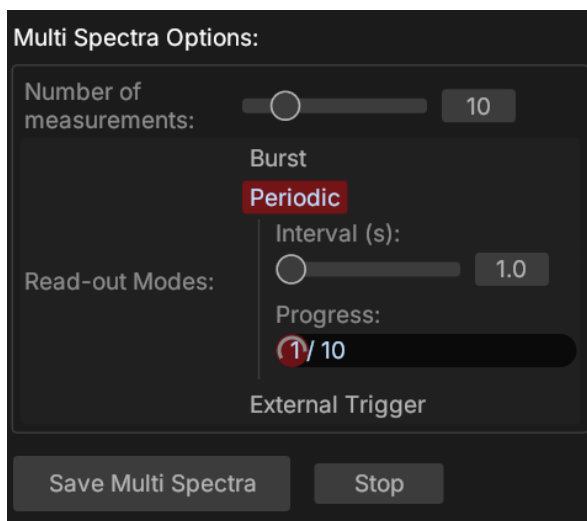 Multi Spectra Options:
Number of
measurements:
10
Burst
Periodic
Interval (s):
1.0
Read-out Modes:
Progress:
1/ 10
External Trigger
Save Multi Spectra
Stop